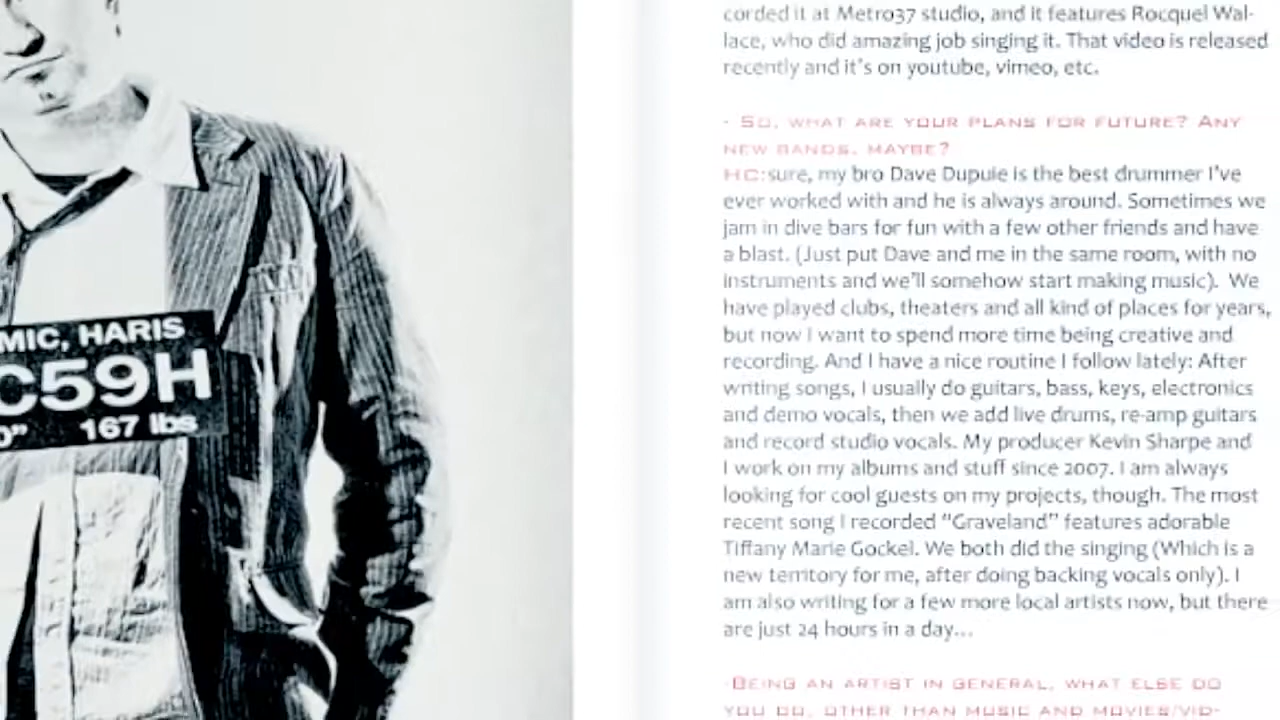 MIC, HARIS
C59H
0” 167 lbs
corded it at Metro37 studio, and it features Rocquel Wal-
lace, who did amazing job singing it. That video is released
recently and it's on youtube, vimeo, etc.
- So, what are your plans for future? Any
new bands, maybe?
HC:sure, my bro Dave Dupuie is the best drummer I've
ever worked with and he is always around. Sometimes we
jam in dive bars for fun with a few other friends and have
a blast. (Just put Dave and me in the same room, with no
instruments and we'll somehow start making music). We
have played clubs, theaters and all kind of places for years,
but now I want to spend more time being creative and
recording. And I have a nice routine I follow lately: After
writing songs, I usually do guitars, bass, keys, electronics
and demo vocals, then we add live drums, re-amp guitars
and record studio vocals. My producer Kevin Sharpe and
I work on my albums and stuff since 2007. I am always
looking for cool guests on my projects, though. The most
recent song I recorded “Graveland” features adorable
Tiffany Marie Gockel. We both did the singing (Which is a
new territory for me, after doing backing vocals only). I
am also writing for a few more local artists now, but there
are just 24 hours in a day...
-Being an artist in general, what else do
you do, other than music and movies/vid-